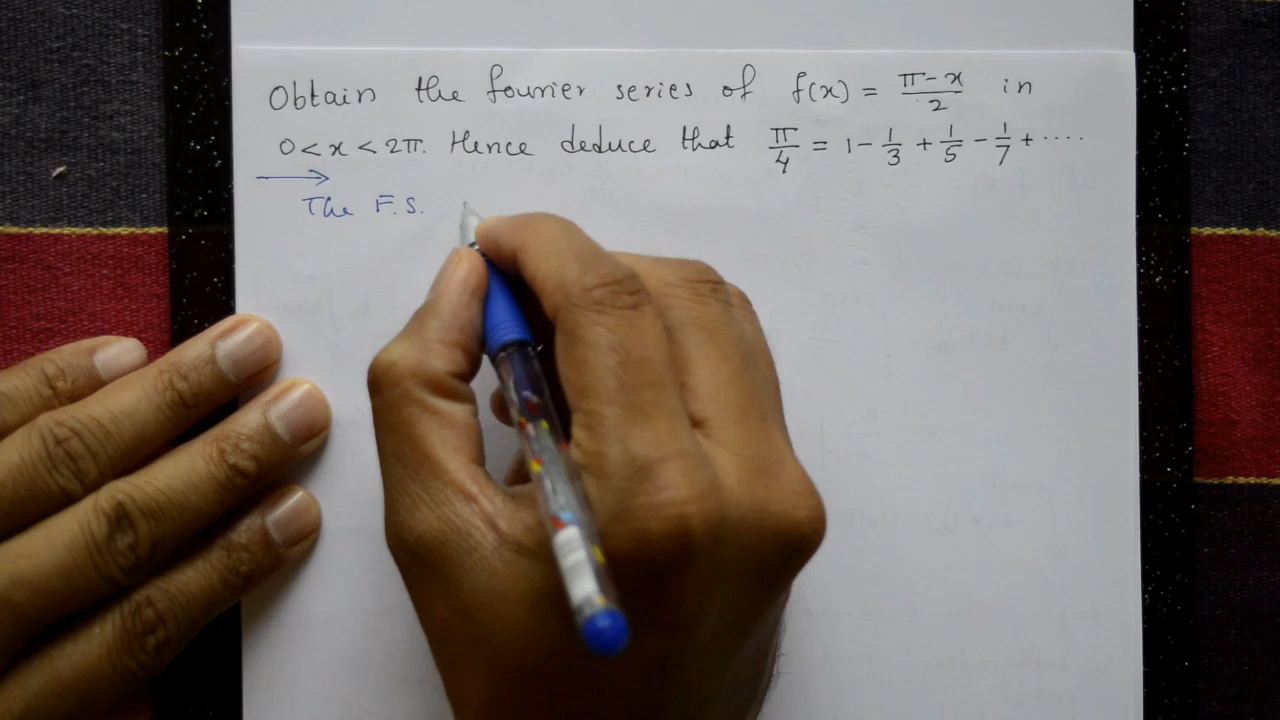 Obtain the fourier series of f(x) = π-x/2 in
0 < x < 2π. Hence deduce that π/4 = 1 - 1/3 + 1/5 - 1/7 + ....
The F.S.